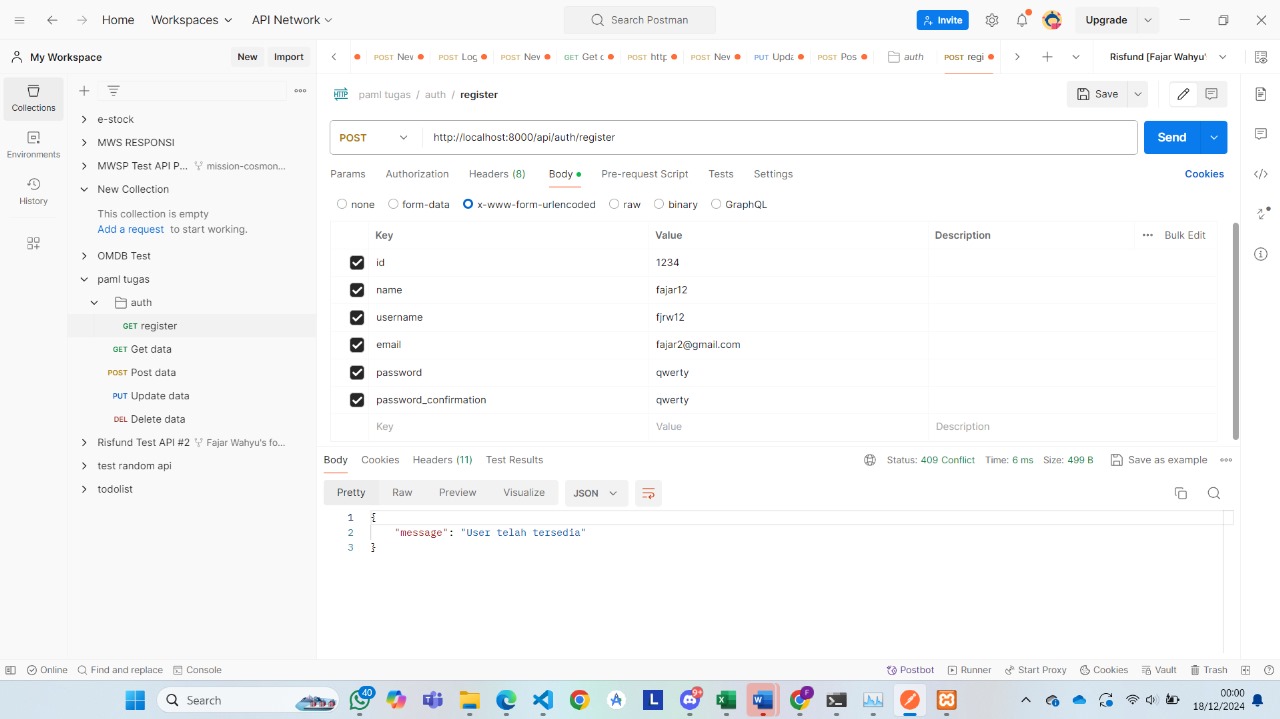 Home Workspaces API Network Search Postman Invite Upgrade
My Workspace New Import POST Nev POST Log POST Nev GET Get c POST http POST Nev PUT Upda POST Pos auth POST regi Risfund [Fajar Wahyu'
Collections
Environments
History
e-stock
MWS RESPONSI
MWSP Test API P... mission-cosmon...
New Collection
This collection is empty
Add a request to start working.
OMDB Test
paml tugas
auth
GET register
GET Get data
POST Post data
PUT Update data
DEL Delete data
Risfund Test API #2 Fajar Wahyu's fo...
test random api
todolist
HTTP paml tugas / auth / register Save
POST http://localhost:8000/api/auth/register Send
Params Authorization Headers (8) Body Pre-request Script Tests Settings Cookies
none form-data x-www-form-urlencoded raw binary GraphQL
Key Value Description Bulk Edit
id 1234
name fajar12
username fjrw12
email fajar2@gmail.com
password qwerty
password_confirmation qwerty
Key Value Description
Body Cookies Headers (11) Test Results Status: 409 Conflict Time: 6 ms Size: 499 B Save as example
Pretty Raw Preview Visualize JSON
1 {
2 "message": "User telah tersedia"
3 }
Online Find and replace Console Postbot Runner Start Proxy Cookies Vault Trash
Search 40 9+ 00:00
18/12/2024